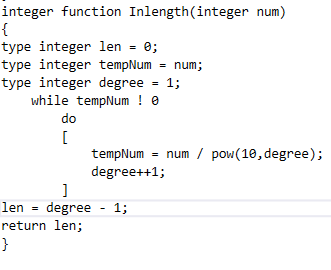 integer function Inlength(integer num)
{
type integer len = 0;
type integer tempNum = num;
type integer degree = 1;
while tempNum ! 0
do
[
tempNum = num / pow(10,degree);
degree++1;
]
len = degree - 1;
return len;
}